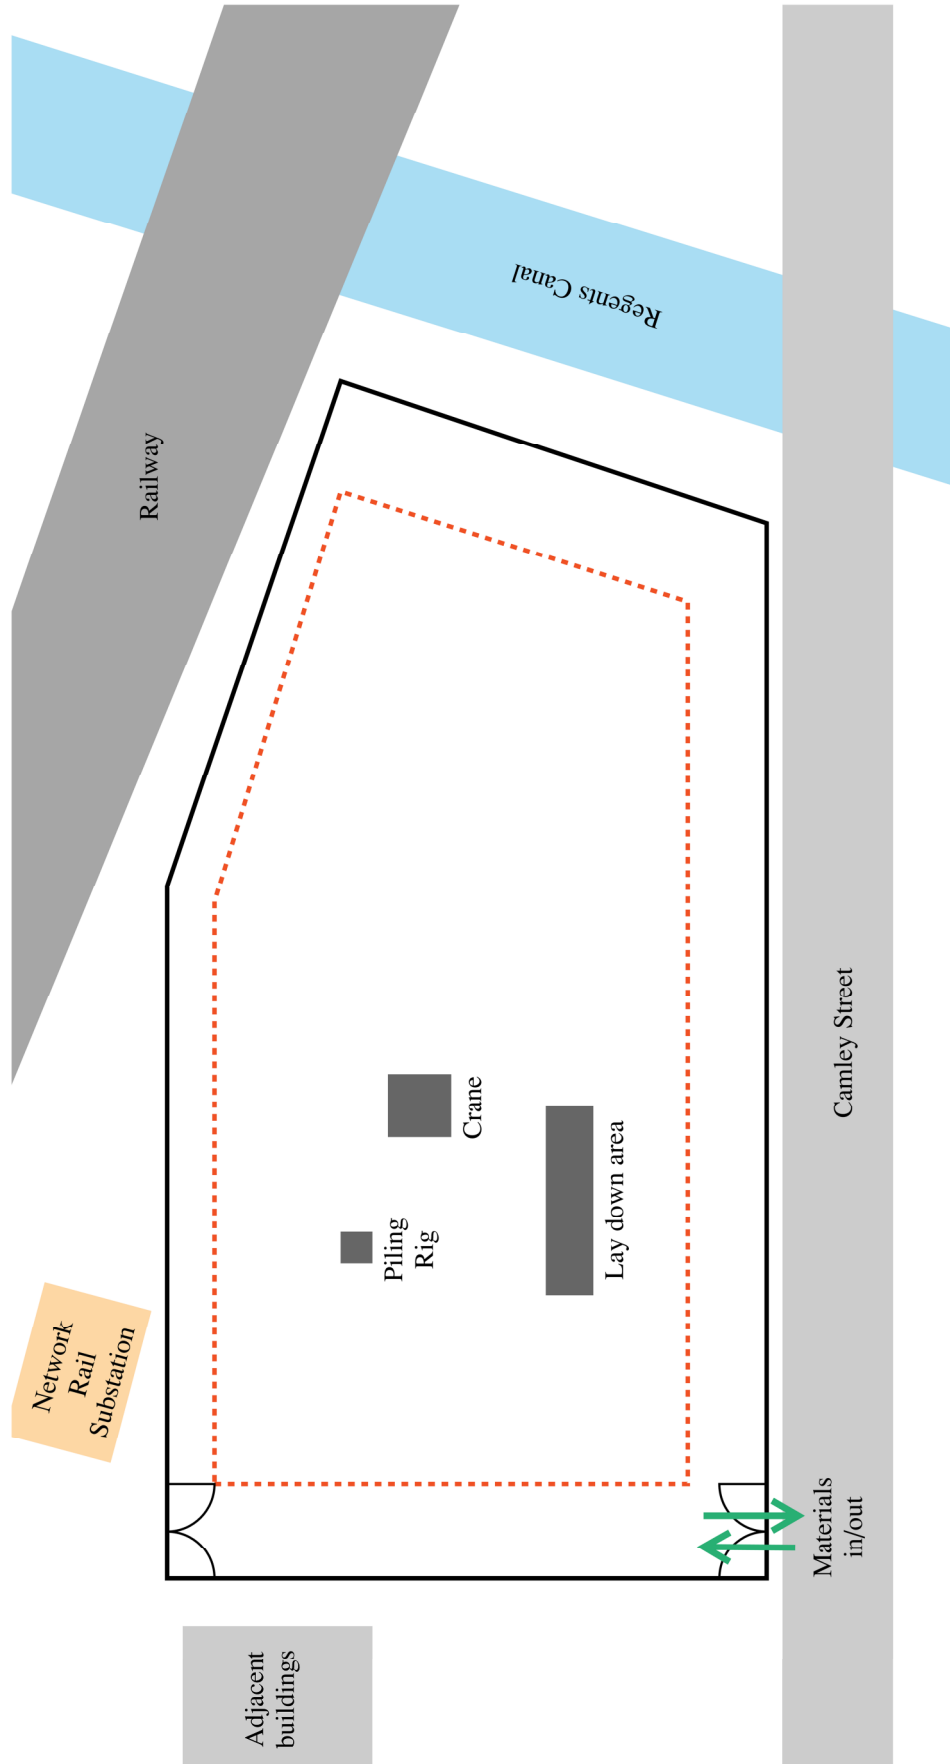 Regents Canal
Railway
Camley Street
Crane
Lay down area
Piling
Rig
Network
Rail
Substation
Materials
in/out
Adjacent
buildings